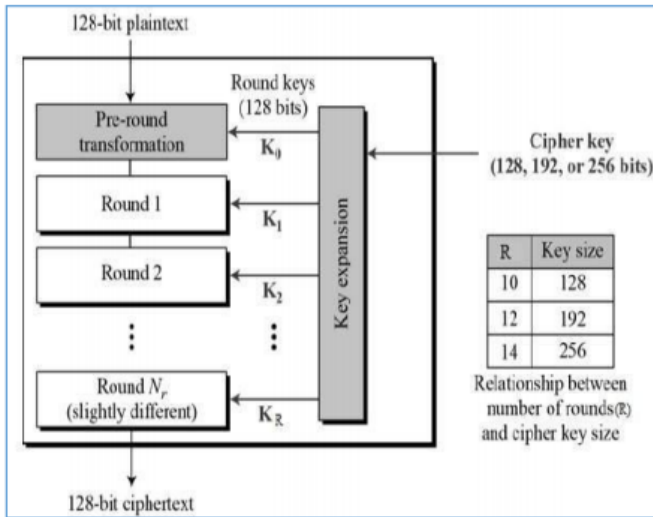 128-bit plaintext
Round keys
(128 bits)
Pre-round
transformation
K₀
Cipher key
(128, 192, or 256 bits)
Round 1
K₁
Round 2
K₂
Key expansion
R Key size
10 128
12 192
14 256
Round Nᵣ
(slightly different)
K_R
Relationship between
number of rounds(R)
and cipher key size
128-bit ciphertext